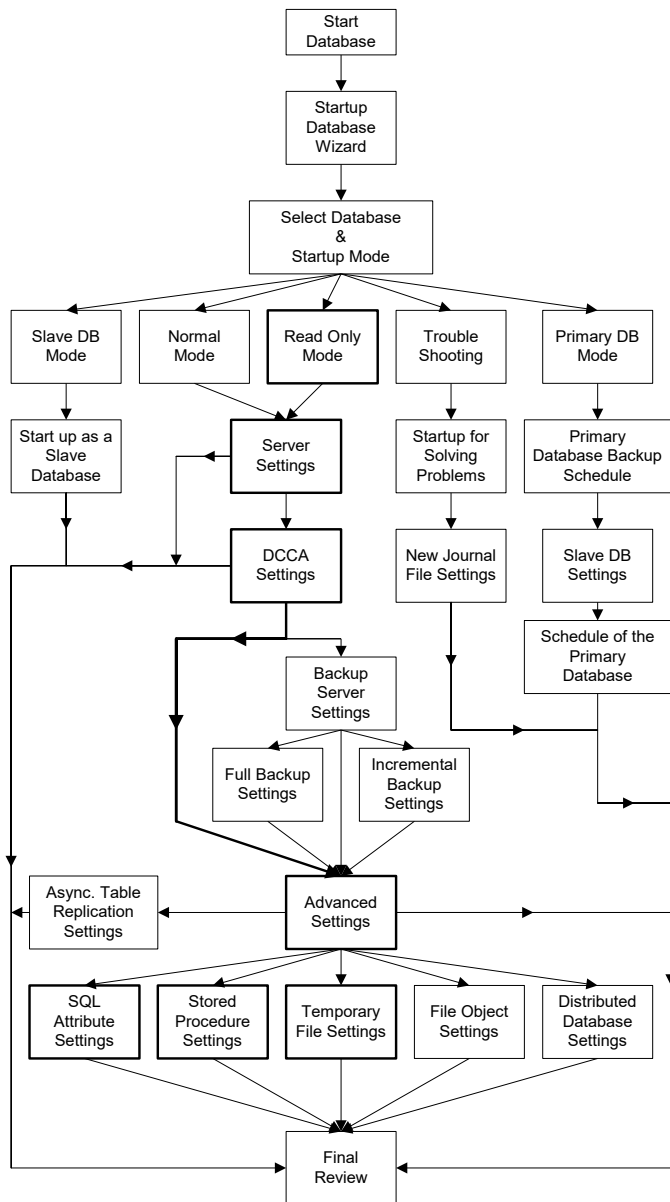 Start
Database
Startup
Database
Wizard
Select Database
&
Startup Mode
Slave DB
Mode
Normal
Mode
Read Only
Mode
Trouble
Shooting
Primary DB
Mode
Start up as a
Slave
Database
Server
Settings
Startup for
Solving
Problems
Primary
Database Backup
Schedule
DCCA
Settings
New Journal
File Settings
Slave DB
Settings
Schedule of the
Primary
Database
Backup
Server
Settings
Full Backup
Settings
Incremental
Backup
Settings
Async. Table
Replication
Settings
Advanced
Settings
SQL
Attribute
Settings
Stored
Procedure
Settings
Temporary
File Settings
File Object
Settings
Distributed
Database
Settings
Final
Review